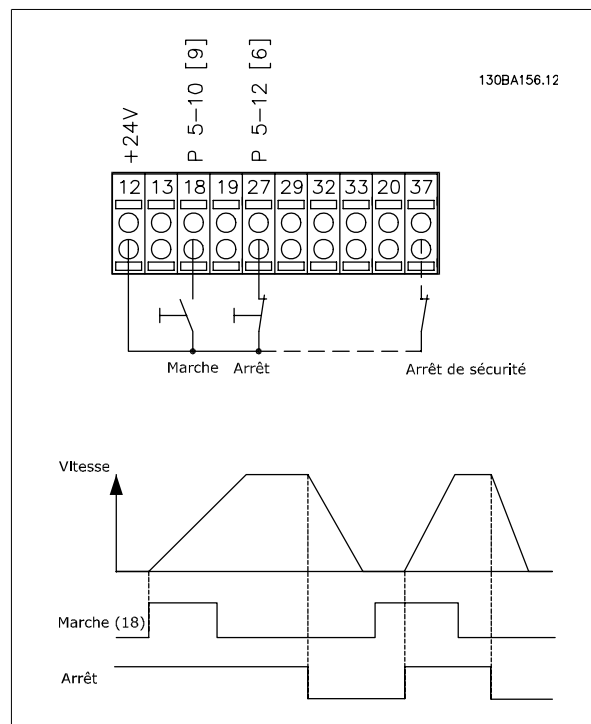 130BA156.12
+24V
P 5-10 [9]
P 5-12 [6]
12 13 18 19 27 29 32 33 20 37
Marche Arrêt Arrêt de sécurité
Vitesse
Marche (18)
Arrêt